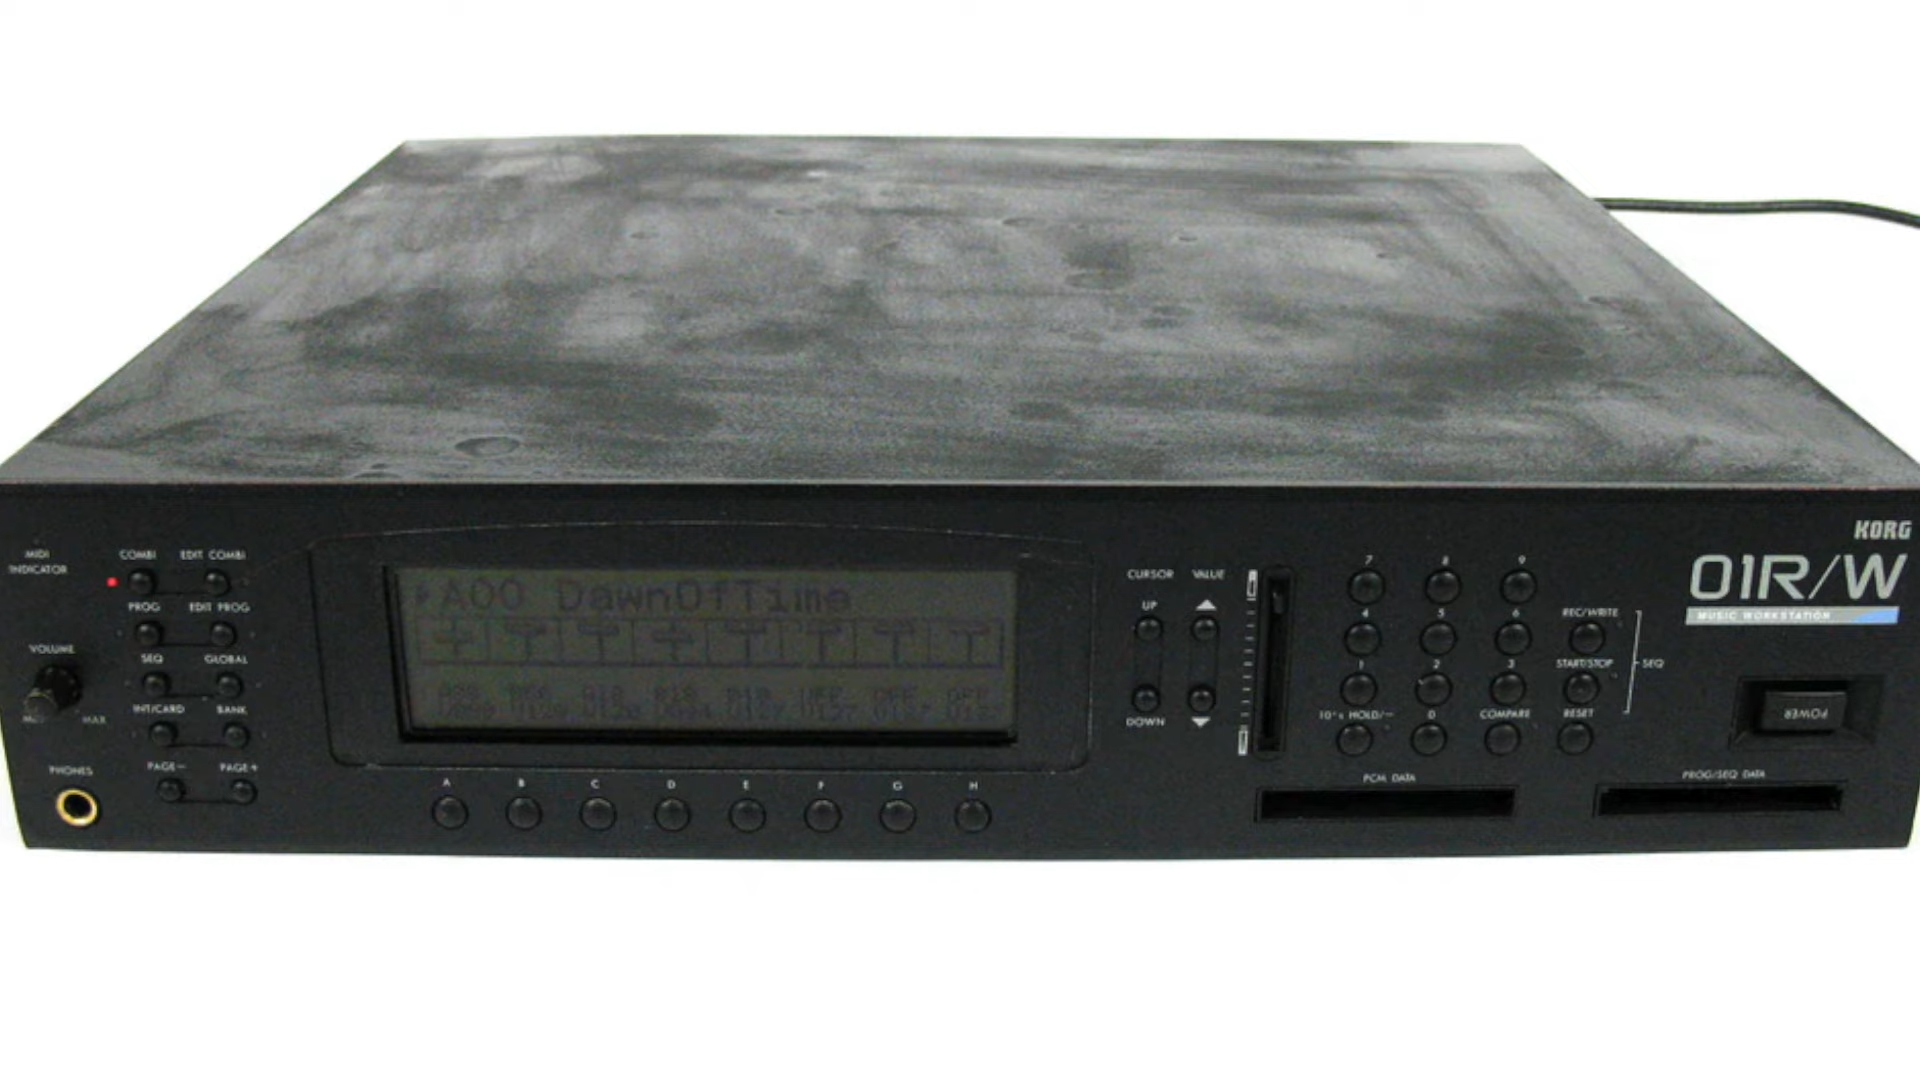 KORG
01R/W
MUSIC WORKSTATION
MIDI
INDICATOR
COMBI EDIT COMBI
PROG EDIT PROG
SEQ GLOBAL
INT/CARD BANK
PAGE− PAGE+
VOLUME
MAX
PHONES
A00 DawnOfTime
A B C D E F G H
CURSOR VALUE
UP
DOWN
7 8 9
4 5 6 REC/WRITE
1 2 3 START/STOP
SEQ
10's HOLD/− 0 COMPARE RESET
POWER
PCM DATA
PROG/SEQ DATA